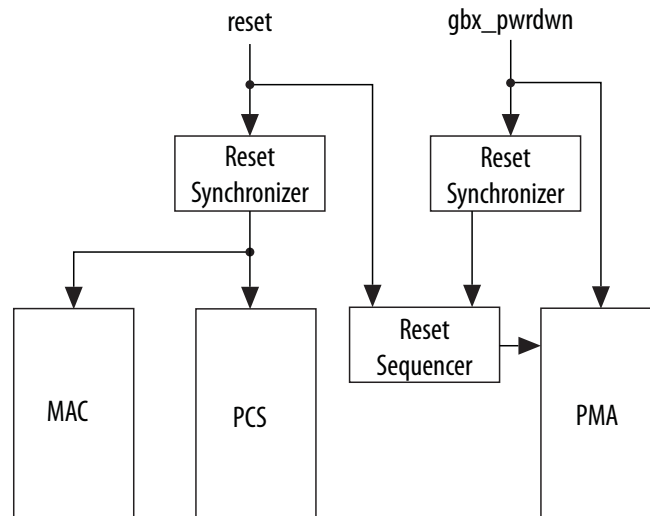 reset
gbx_pwrdwn
Reset
Synchronizer
Reset
Synchronizer
Reset
Sequencer
MAC
PCS
PMA